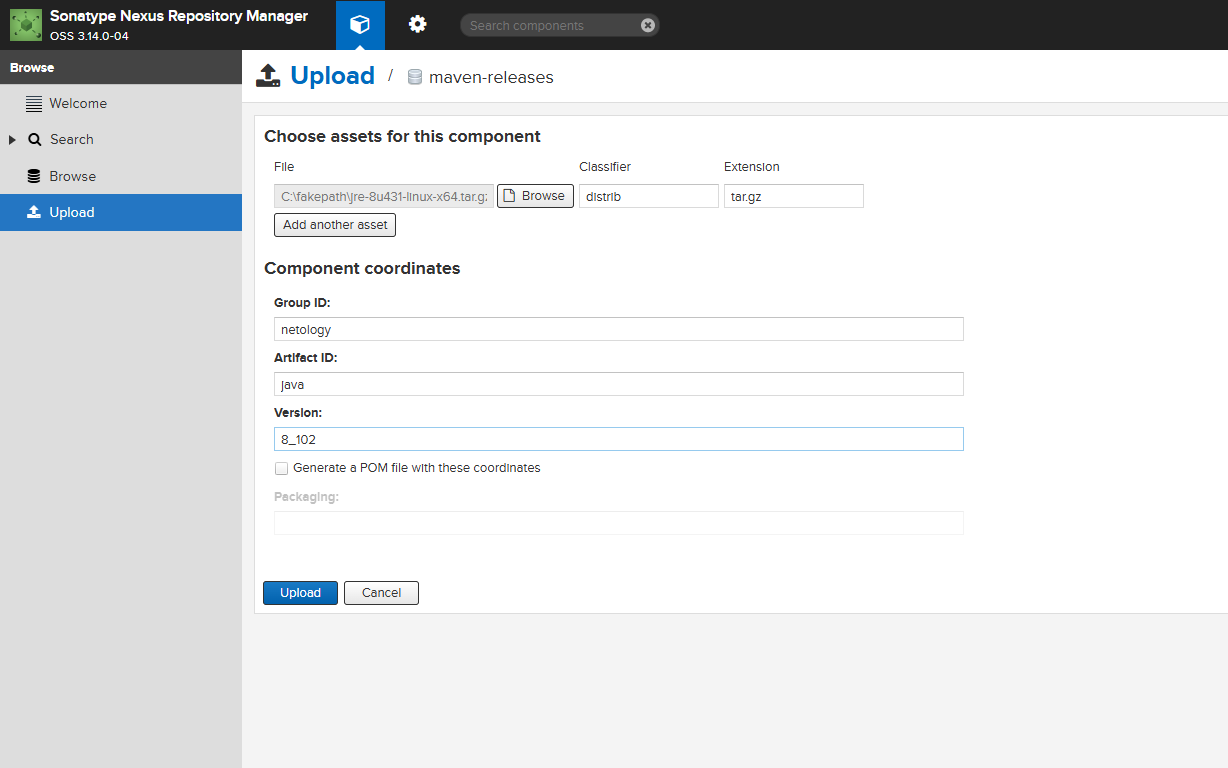 Sonatype Nexus Repository Manager
OSS 3.14.0-04
Search components
Browse
Welcome
Search
Browse
Upload
Upload / maven-releases
Choose assets for this component
File Classifier Extension
C:\fakepath\jre-8u431-linux-x64.tar.gz Browse distrib tar.gz
Add another asset
Component coordinates
Group ID:
netology
Artifact ID:
java
Version:
8_102
Generate a POM file with these coordinates
Packaging:
Upload Cancel